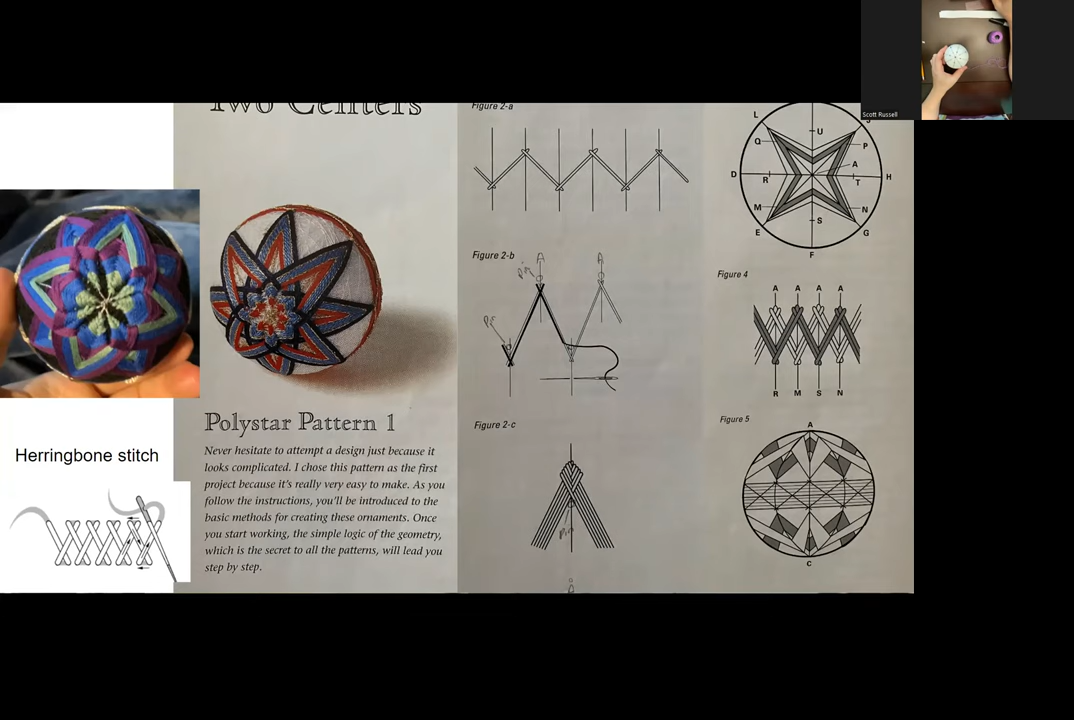 Scott Russell
Two Centers
Herringbone stitch
Polystar Pattern 1
Never hesitate to attempt a design just because it
looks complicated. I chose this pattern as the first
project because it's really very easy to make. As you
follow the instructions, you'll be introduced to the
basic methods for creating these ornaments. Once
you start working, the simple logic of the geometry,
which is the secret to all the patterns, will lead you
step by step.
Figure 2-a
Figure 2-b
A A
Pin
Figure 2-c
Pin
L
Q U P
A
D R T H
M S N
E G
F
Figure 4
A A A A
R M S N
Figure 5
A
C